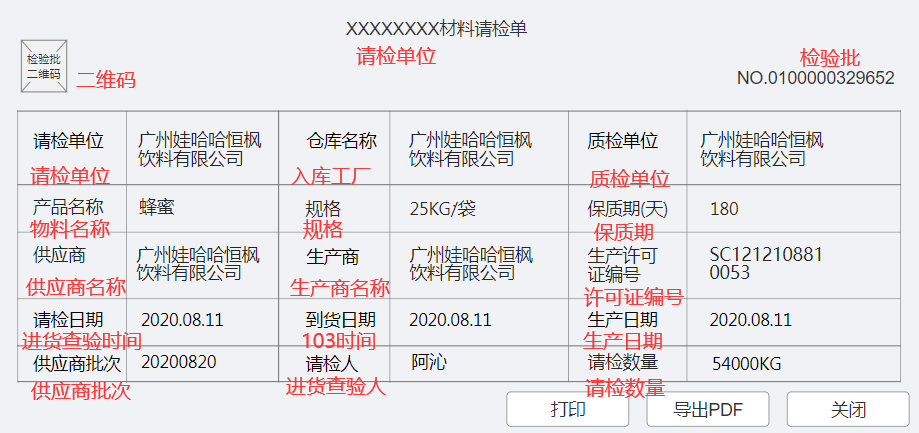 XXXXXXXX材料请检单
请检单位
检验批
二维码
二维码
检验批
NO.0100000329652
请检单位
广州娃哈哈恒枫
饮料有限公司
仓库名称
广州娃哈哈恒枫
饮料有限公司
质检单位
广州娃哈哈恒枫
饮料有限公司
请检单位
入库工厂
质检单位
产品名称
蜂蜜
规格
25KG/袋
保质期(天)
180
物料名称
规格
保质期
供应商
广州娃哈哈恒枫
饮料有限公司
生产商
广州娃哈哈恒枫
饮料有限公司
生产许可
证编号
SC121210881
0053
供应商名称
生产商名称
许可证编号
请检日期
2020.08.11
到货日期
2020.08.11
生产日期
2020.08.11
进货查验时间
103时间
生产日期
供应商批次
20200820
请检人
阿沁
请检数量
54000KG
供应商批次
进货查验人
请检数量
打印
导出PDF
关闭